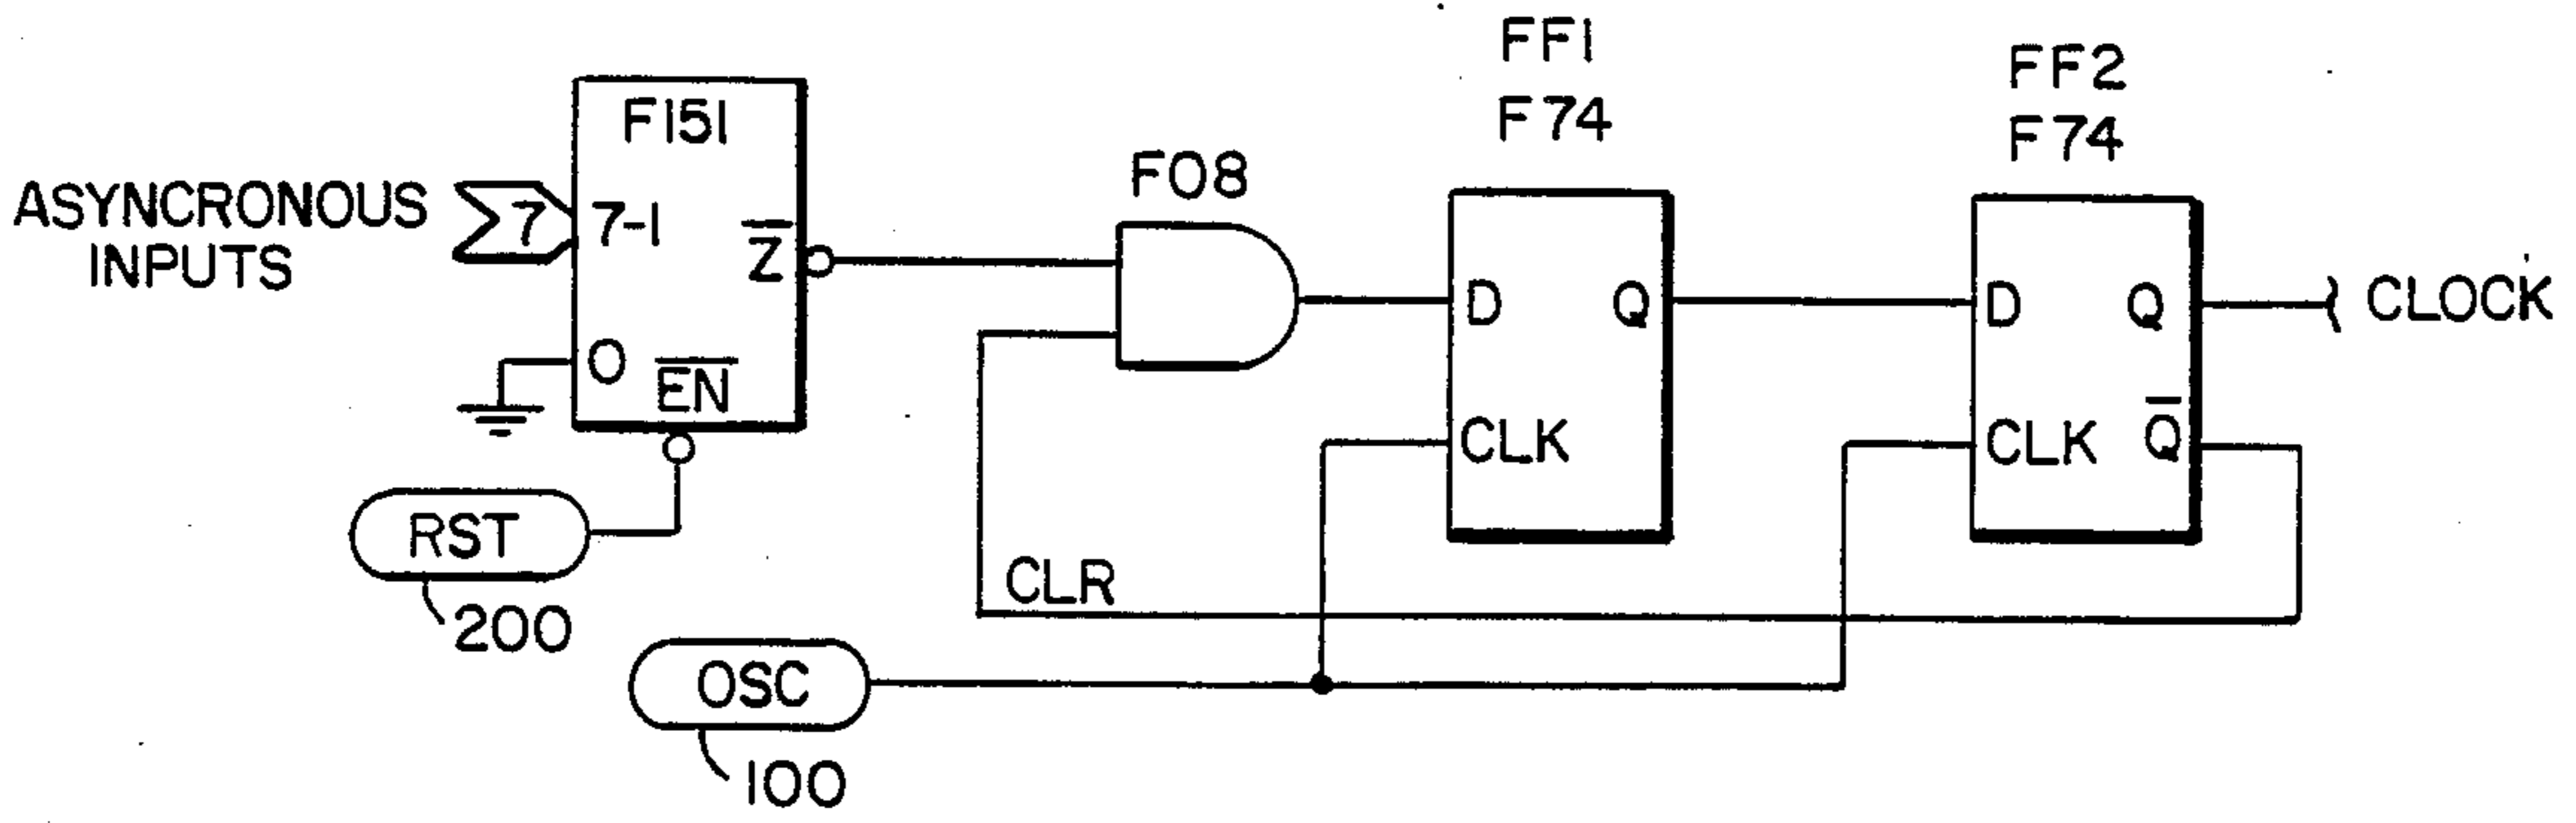 FF1
F74
FF2
F74
F151
F08
ASYNCRONOUS
INPUTS
7
7-1
Z̅
0
E̅N̅
D
Q
CLK
D
Q
CLK
Q̅
CLOCK
RST
200
CLR
OSC
100